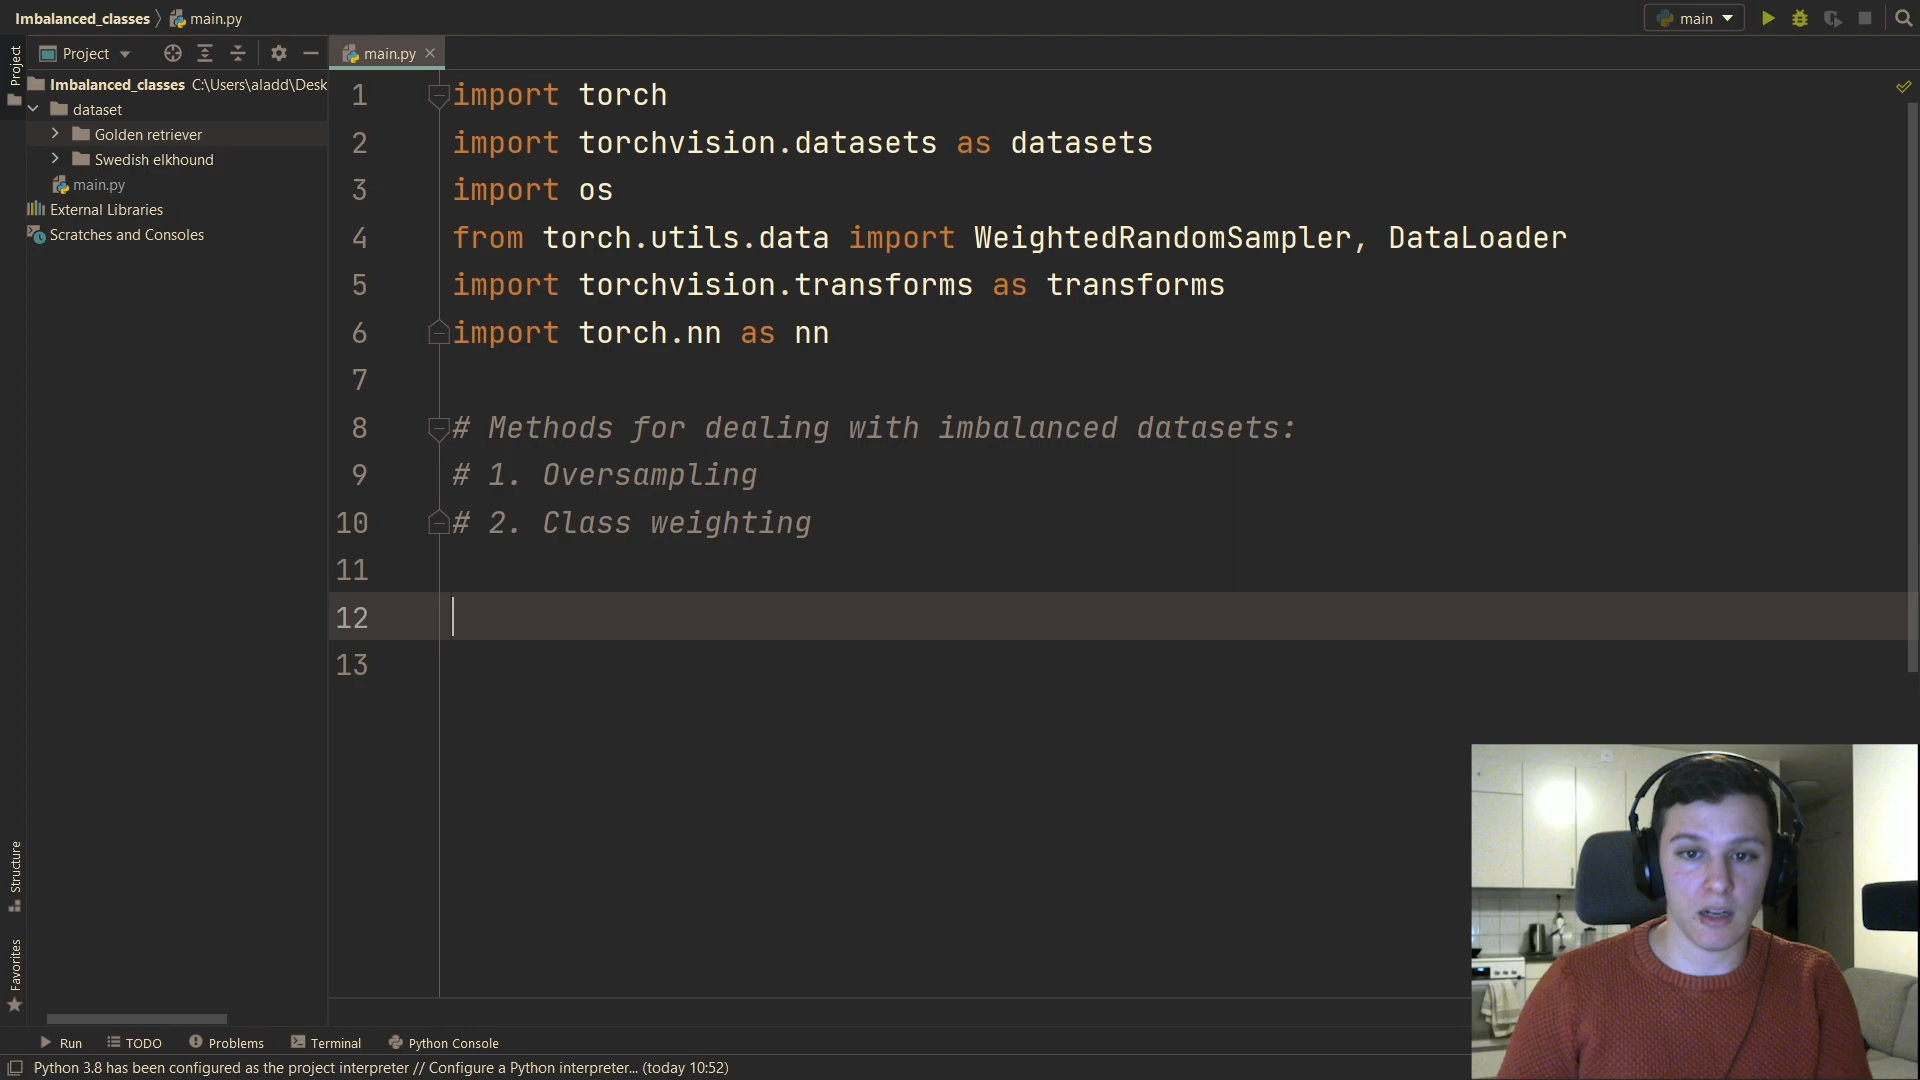 Imbalanced_classes
main.py
main
Project
Project
main.py
Imbalanced_classes C:\Users\aladd\Desk
dataset
Golden retriever
Swedish elkhound
main.py
External Libraries
Scratches and Consoles
1 import torch
2 import torchvision.datasets as datasets
3 import os
4 from torch.utils.data import WeightedRandomSampler, DataLoader
5 import torchvision.transforms as transforms
6 import torch.nn as nn
7
8 # Methods for dealing with imbalanced datasets:
9 # 1. Oversampling
10 # 2. Class weighting
11
12
13
Structure
Favorites
Run TODO Problems Terminal Python Console
Python 3.8 has been configured as the project interpreter // Configure a Python interpreter... (today 10:52)